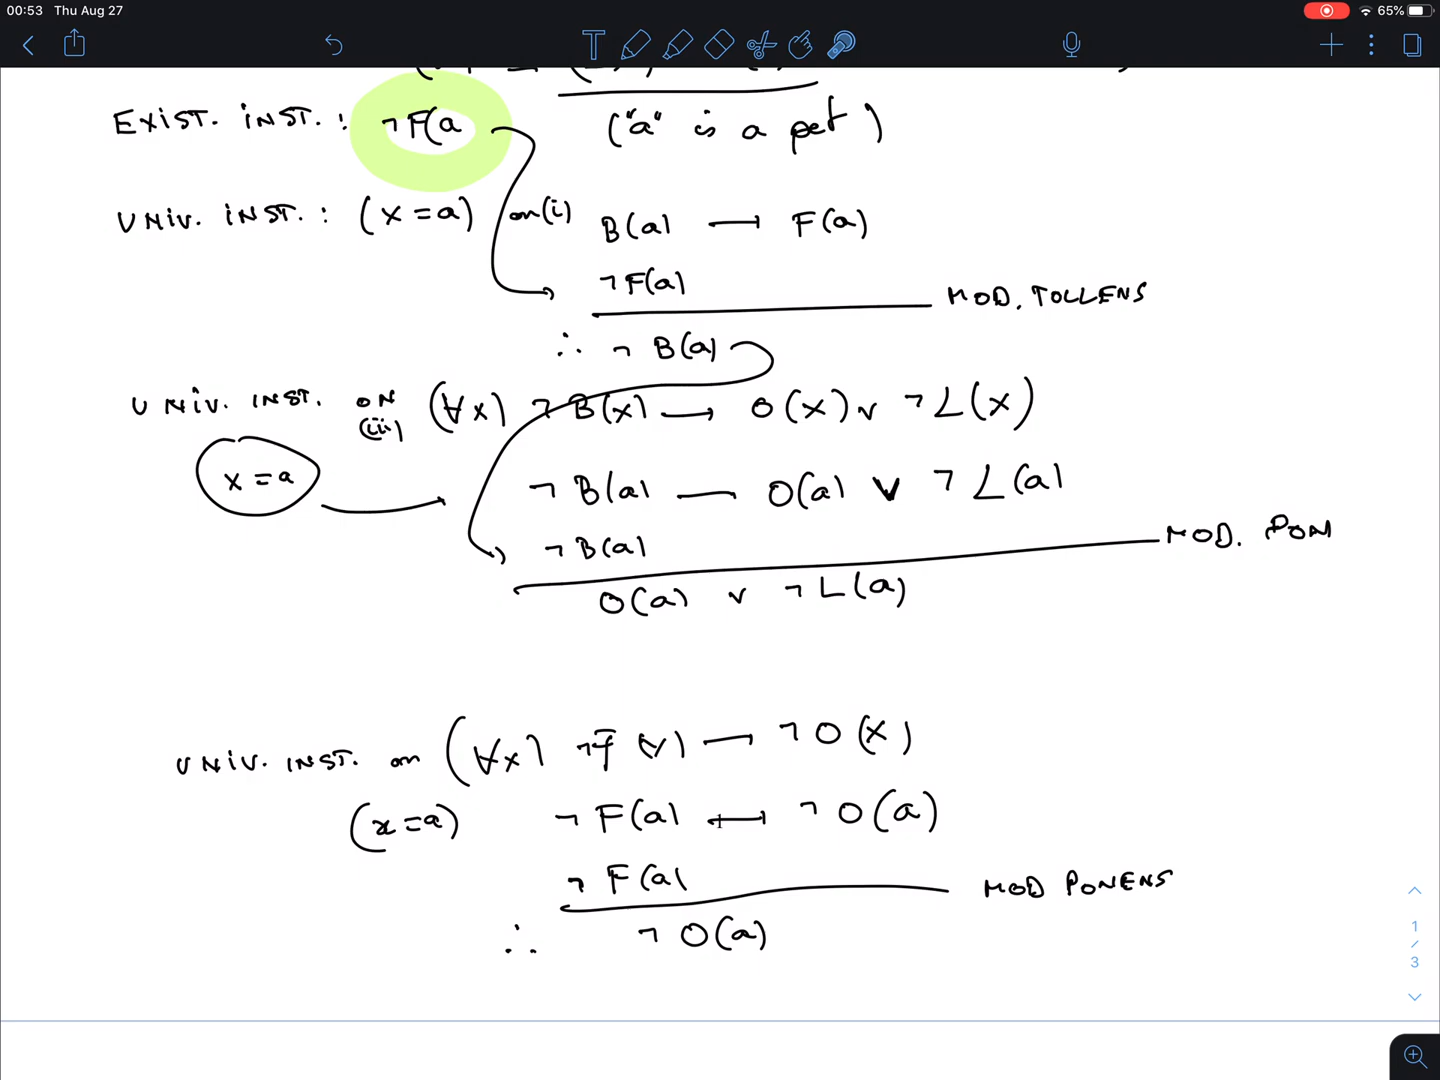 00:53 Thu Aug 27 65%
EXIST. INST.: ¬F(a ("a" is a pet)
UNIV. INST.: (x=a) on(i) B(a) → F(a)
¬F(a) MOD. TOLLENS
∴ ¬B(a)
UNIV. INST. ON (iii) (∀x) ¬B(x) → O(x) ∨ ¬L(x)
x=a ¬B(a) — O(a) ∨ ¬L(a)
¬B(a) MOD. PON
O(a) ∨ ¬L(a)
UNIV. INST. on (∀x) → ¬O(x)
(x=a) ¬F(a) → ¬O(a)
¬F(a) MOD PONENS
∴ ¬O(a)
1
/
3